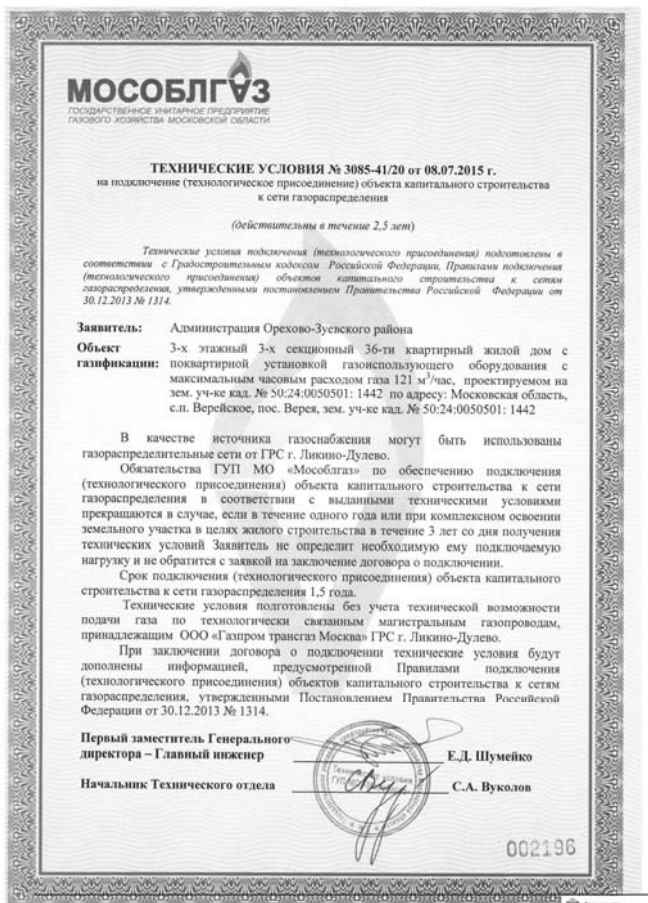 МОСОБЛГАЗ
ГОСУДАРСТВЕННОЕ УНИТАРНОЕ ПРЕДПРИЯТИЕ
ГАЗОВОГО ХОЗЯЙСТВА МОСКОВСКОЙ ОБЛАСТИ
ТЕХНИЧЕСКИЕ УСЛОВИЯ № 3085-41/20 от 08.07.2015 г.
на подключение (технологическое присоединение) объекта капитального строительства
к сети газораспределения
(действительны в течение 2,5 лет)
Технические условия подключения (технологического присоединения) подготовлены в
соответствии с Градостроительным кодексом Российской Федерации, Правилами подключения
(технологического присоединения) объектов капитального строительства к сетям
газораспределения, утвержденными постановлением Правительства Российской Федерации от
30.12.2013 № 1314.
Заявитель: Администрация Орехово-Зуевского района
Объект 3-х этажный 3-х секционный 36-ти квартирный жилой дом с
газификации: поквартирной установкой газоиспользующего оборудования с
максимальным часовым расходом газа 121 м³/час, проектируемом на
зем. уч-ке кад. № 50:24:0050501: 1442 по адресу: Московская область,
с.п. Верейское, пос. Верея, зем. уч-ке кад. № 50:24:0050501: 1442
В качестве источника газоснабжения могут быть использованы
газораспределительные сети от ГРС г. Ликино-Дулево.
Обязательства ГУП МО «Мособлгаз» по обеспечению подключения
(технологического присоединения) объекта капитального строительства к сети
газораспределения в соответствии с выданными техническими условиями
прекращаются в случае, если в течение одного года или при комплексном освоении
земельного участка в целях жилого строительства в течение 3 лет со дня получения
технических условий Заявитель не определит необходимую ему подключаемую
нагрузку и не обратится с заявкой на заключение договора о подключении.
Срок подключения (технологического присоединения) объекта капитального
строительства к сети газораспределения 1,5 года.
Технические условия подготовлены без учета технической возможности
подачи газа по технологически связанным магистральным газопроводам,
принадлежащим ООО «Газпром трансгаз Москва» ГРС г. Ликино-Дулево.
При заключении договора о подключении технические условия будут
дополнены информацией, предусмотренной Правилами подключения
(технологического присоединения) объектов капитального строительства к сетям
газораспределения, утвержденными Постановлением Правительства Российской
Федерации от 30.12.2013 № 1314.
Первый заместитель Генерального
директора – Главный инженер Е.Д. Шумейко
Начальник Технического отдела С.А. Вуколов
002196